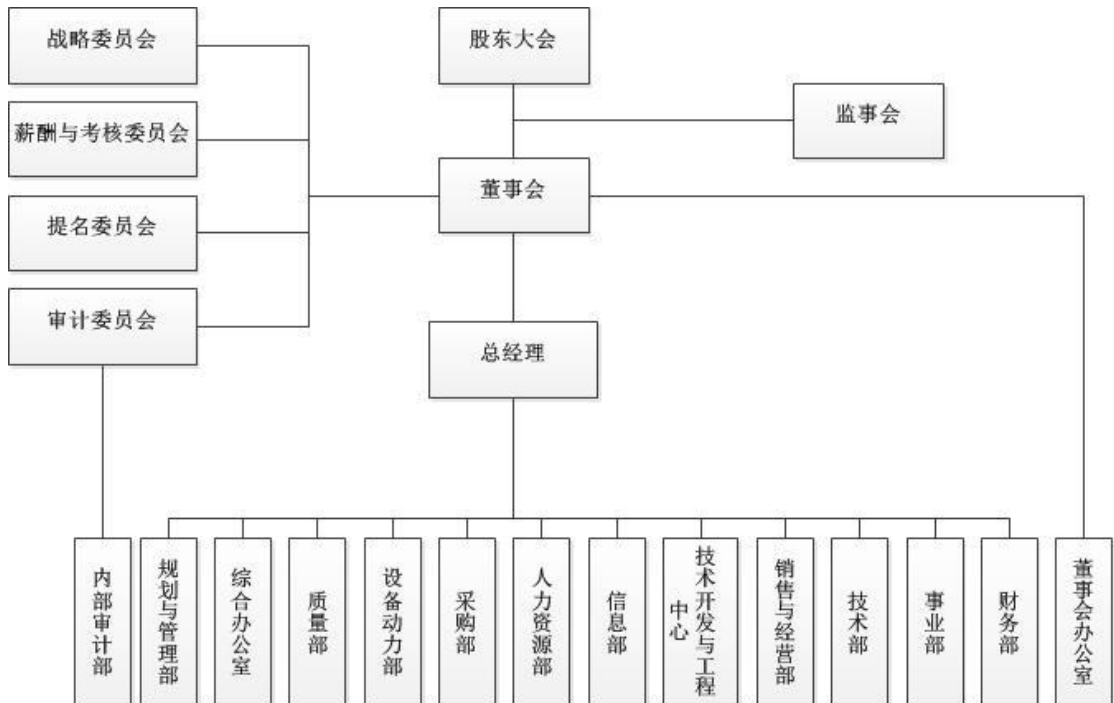 战略委员会
股东大会
薪酬与考核委员会
监事会
提名委员会
董事会
审计委员会
总经理
内部审计部
规划与管理部
综合办公室
质量部
设备动力部
采购部
人力资源部
信息部
技术开发与工程
中心
销售与经营部
技术部
事业部
财务部
董事会办公室